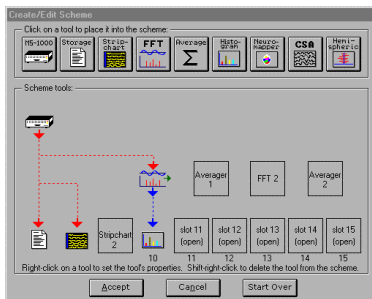 Create/Edit Scheme
Click on a tool to place it into the scheme:
MS-1000
Storage
Strip-
chart
FFT
Average
Σ
Histo-
gram
Neuro-
mapper
CSA
Hemi-
spheric
Scheme tools:
Averager
1
FFT 2
Averager
2
Stripchart
2
slot 11
(open)
slot 12
(open)
slot 13
(open)
slot 14
(open)
slot 15
(open)
10 11 12 13 14 15
Right-click on a tool to set the tool's properties. Shift-right-click to delete the tool from the scheme.
Accept
Cancel
Start Over